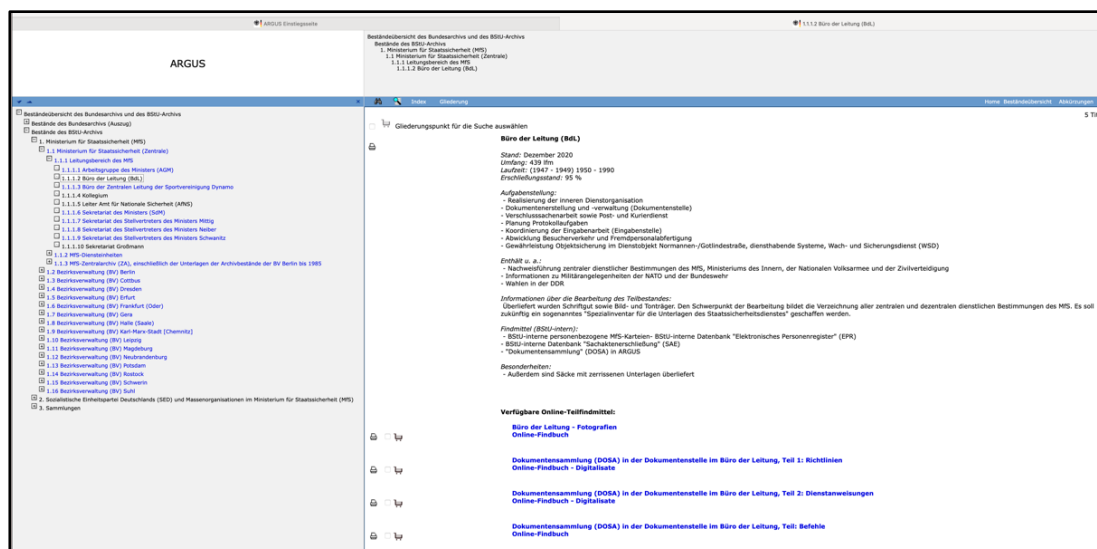 ARGUS Einstiegsseite
1.1.1.2 Büro der Leitung (BdL)
ARGUS
Beständeübersicht des Bundesarchivs und des BStU-Archivs
Bestände des BStU-Archivs
1. Ministerium für Staatssicherheit (MfS)
1.1 Ministerium für Staatssicherheit (Zentrale)
1.1.1 Leitungsbereich des MfS
1.1.1.2 Büro der Leitung (BdL)
Index Gliederung Home Beständeübersicht Abkürzungen
Beständeübersicht des Bundesarchivs und des BStU-Archivs
Bestände des Bundesarchivs (Auszug)
Bestände des BStU-Archivs
1. Ministerium für Staatssicherheit (MfS)
1.1 Ministerium für Staatssicherheit (Zentrale)
1.1.1 Leitungsbereich des MfS
1.1.1.1 Arbeitsgruppe des Ministers (AGM)
1.1.1.2 Büro der Leitung (BdL)
1.1.1.3 Büro der Zentralen Leitung der Sportvereinigung Dynamo
1.1.1.4 Kollegium
1.1.1.5 Leiter Amt für Nationale Sicherheit (AfNS)
1.1.1.6 Sekretariat des Ministers (SdM)
1.1.1.7 Sekretariat des Stellvertreters des Ministers Mittig
1.1.1.8 Sekretariat des Stellvertreters des Ministers Neiber
1.1.1.9 Sekretariat des Stellvertreters des Ministers Schwanitz
1.1.1.10 Sekretariat Großmann
1.1.2 MfS-Diensteinheiten
1.1.3 MfS-Zentralarchiv (ZA), einschließlich der Unterlagen der Archivbestände der BV Berlin bis 1985
1.2 Bezirksverwaltung (BV) Berlin
1.3 Bezirksverwaltung (BV) Cottbus
1.4 Bezirksverwaltung (BV) Dresden
1.5 Bezirksverwaltung (BV) Erfurt
1.6 Bezirksverwaltung (BV) Frankfurt (Oder)
1.7 Bezirksverwaltung (BV) Gera
1.8 Bezirksverwaltung (BV) Halle (Saale)
1.9 Bezirksverwaltung (BV) Karl-Marx-Stadt [Chemnitz]
1.10 Bezirksverwaltung (BV) Leipzig
1.11 Bezirksverwaltung (BV) Magdeburg
1.12 Bezirksverwaltung (BV) Neubrandenburg
1.13 Bezirksverwaltung (BV) Potsdam
1.14 Bezirksverwaltung (BV) Rostock
1.15 Bezirksverwaltung (BV) Schwerin
1.16 Bezirksverwaltung (BV) Suhl
2. Sozialistische Einheitspartei Deutschlands (SED) und Massenorganisationen im Ministerium für Staatssicherheit (MfS)
3. Sammlungen
5 Tit
Gliederungspunkt für die Suche auswählen
Büro der Leitung (BdL)
Stand: Dezember 2020
Umfang: 439 lfm
Laufzeit: (1947 - 1949) 1950 - 1990
Erschließungsstand: 95 %
Aufgabenstellung:
- Realisierung der inneren Dienstorganisation
- Dokumentenerstellung und -verwaltung (Dokumentenstelle)
- Verschlusssachenarbeit sowie Post- und Kurierdienst
- Planung Protokollaufgaben
- Koordinierung der Eingabenarbeit (Eingabenstelle)
- Abwicklung Besucherverkehr und Fremdpersonalabfertigung
- Gewährleistung Objektsicherung im Dienstobjekt Normannen-/Gotlindestraße, diensthabende Systeme, Wach- und Sicherungsdienst (WSD)
Enthält u. a.:
- Nachweisführung zentraler dienstlicher Bestimmungen des MfS, Ministeriums des Innern, der Nationalen Volksarmee und der Zivilverteidigung
- Informationen zu Militärangelegenheiten der NATO und der Bundeswehr
- Wahlen in der DDR
Informationen über die Bearbeitung des Teilbestandes:
Überliefert wurden Schriftgut sowie Bild- und Tonträger. Den Schwerpunkt der Bearbeitung bildet die Verzeichnung aller zentralen und dezentralen dienstlichen Bestimmungen des MfS. Es soll
zukünftig ein sogenanntes "Spezialinventar für die Unterlagen des Staatssicherheitsdienstes" geschaffen werden.
Findmittel (BStU-intern):
- BStU-interne personenbezogene MfS-Karteien- BStU-interne Datenbank "Elektronisches Personenregister" (EPR)
- BStU-interne Datenbank "Sachaktenerschließung" (SAE)
- "Dokumentensammlung" (DOSA) in ARGUS
Besonderheiten:
- Außerdem sind Säcke mit zerrissenen Unterlagen überliefert
Verfügbare Online-Teilfindmittel:
Büro der Leitung - Fotografien
Online-Findbuch
Dokumentensammlung (DOSA) in der Dokumentenstelle im Büro der Leitung, Teil 1: Richtlinien
Online-Findbuch - Digitalisate
Dokumentensammlung (DOSA) in der Dokumentenstelle im Büro der Leitung, Teil 2: Dienstanweisungen
Online-Findbuch - Digitalisate
Dokumentensammlung (DOSA) in der Dokumentenstelle im Büro der Leitung, Teil: Befehle
Online-Findbuch